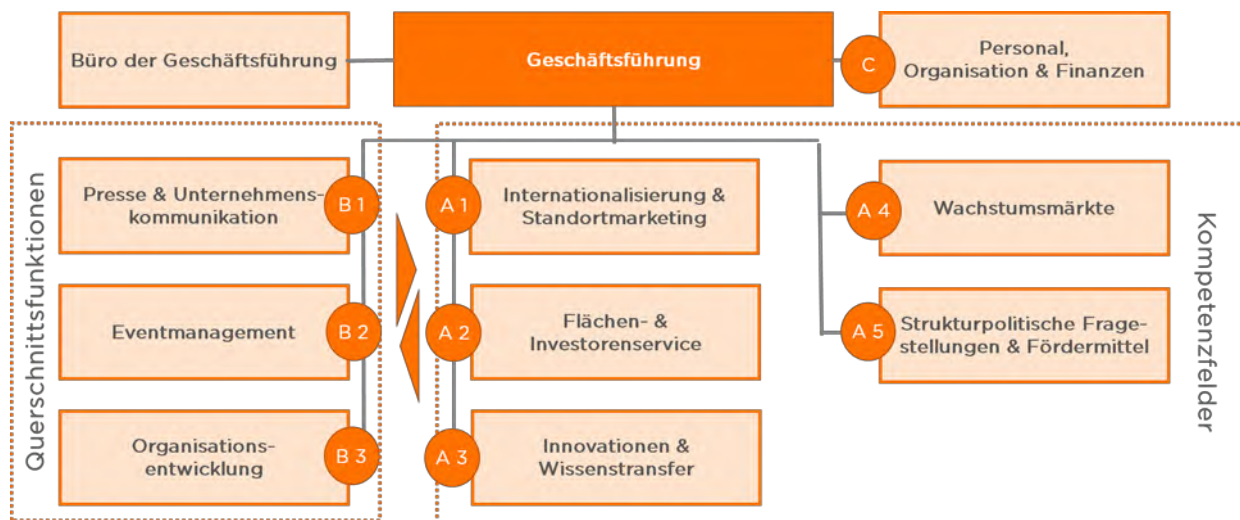 Büro der Geschäftsführung
Geschäftsführung
C
Personal,
Organisation & Finanzen
Querschnittsfunktionen
Presse & Unternehmens-
kommunikation
B 1
Eventmanagement
B 2
Organisations-
entwicklung
B 3
A 1
Internationalisierung &
Standortmarketing
A 2
Flächen- &
Investorenservice
A 3
Innovationen &
Wissenstransfer
A 4
Wachstumsmärkte
A 5
Strukturpolitische Frage-
stellungen & Fördermittel
Kompetenzfelder